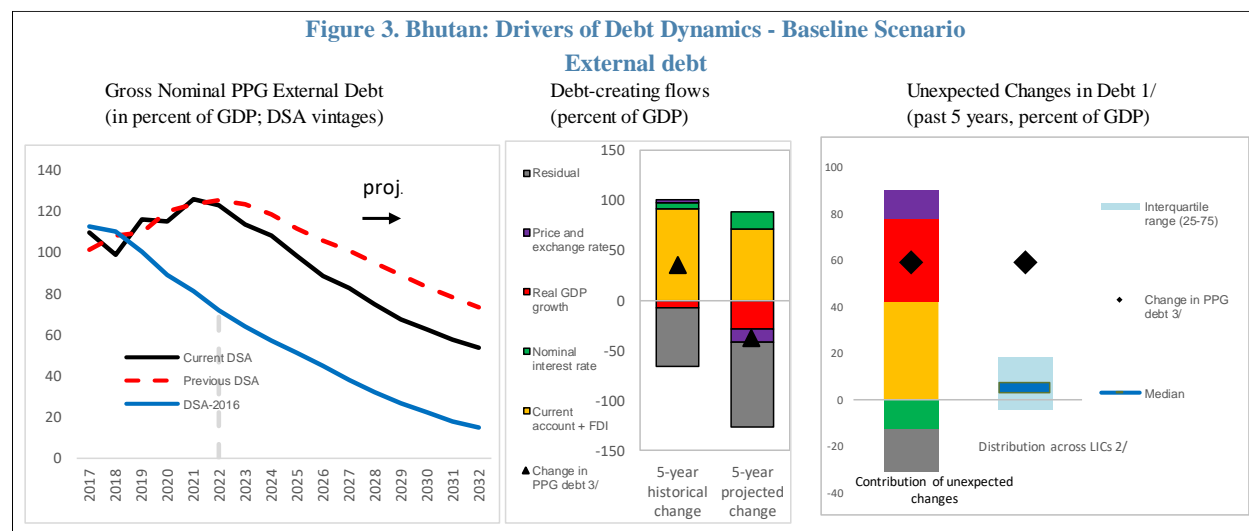 Figure 3. Bhutan: Drivers of Debt Dynamics - Baseline Scenario
External debt
Gross Nominal PPG External Debt
(in percent of GDP; DSA vintages)
140
120
100
80
60
40
20
0
proj.
Current DSA
Previous DSA
DSA-2016
2017
2018
2019
2020
2021
2022
2023
2024
2025
2026
2027
2028
2029
2030
2031
2032
Debt-creating flows
(percent of GDP)
Residual
Price and
exchange rate
Real GDP
growth
Nominal
interest rate
Current
account + FDI
Change in
PPG debt 3/
150
100
50
0
-50
-100
-150
5-year
historical
change
5-year
projected
change
Unexpected Changes in Debt 1/
(past 5 years, percent of GDP)
100
80
60
40
20
0
-20
-40
Interquartile
range (25-75)
Change in PPG
debt 3/
Median
Distribution across LICs 2/
Contribution of unexpected
changes